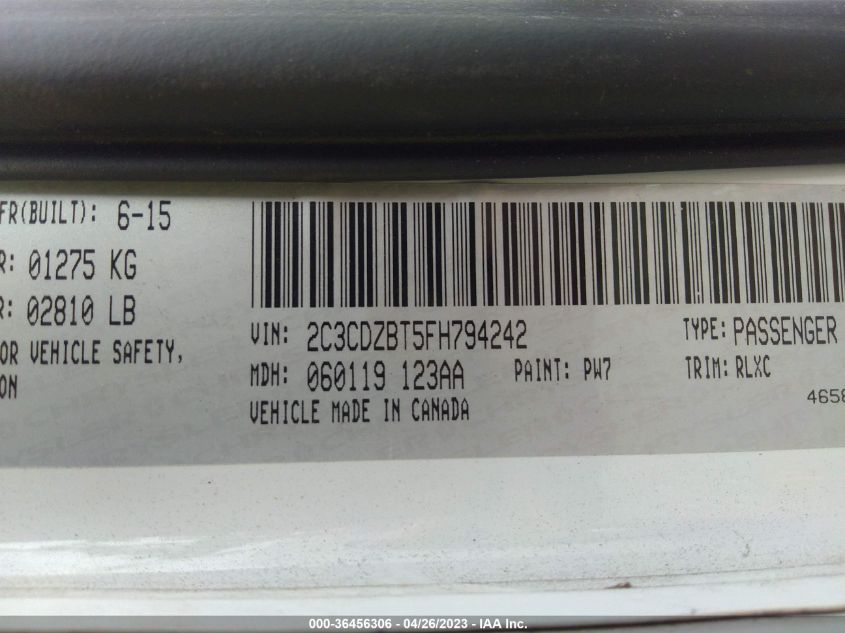 FR(BUILT): 6-15
R: 01275 KG
R: 02810 LB
OR VEHICLE SAFETY,
ON
VIN: 2C3CDZBT5FH794242 TYPE: PASSENGER
MDH: 060119 123AA PAINT: PW7 TRIM: RLXC
VEHICLE MADE IN CANADA 465
000-36456306 - 04/26/2023 - IAA Inc.